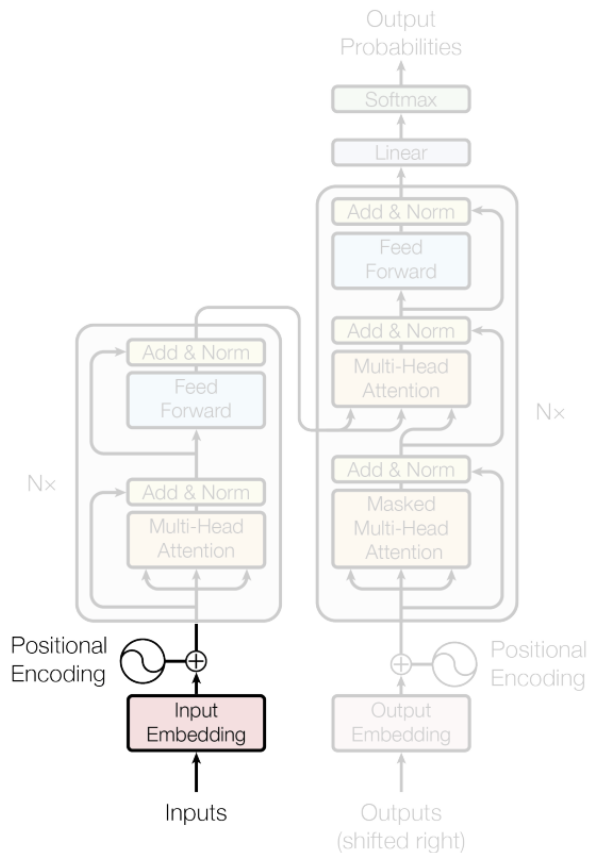 Output
Probabilities
Softmax
Linear
Add & Norm
Feed
Forward
Add & Norm
Multi-Head
Attention
Add & Norm
Feed
Forward
Nx
Add & Norm
Masked
Multi-Head
Attention
Nx
Add & Norm
Multi-Head
Attention
Positional
Encoding
Positional
Encoding
Input
Embedding
Output
Embedding
Inputs
Outputs
(shifted right)